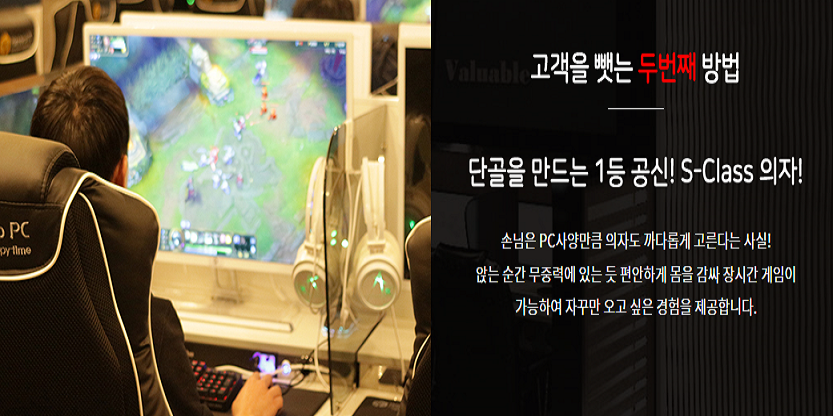 고객을 뺏는 두번째 방법
단골을 만드는 1등 공신! S-Class 의자!
손님은 PC사양만큼 의자도 까다롭게 고른다는 사실!
앉는 순간 무중력에 있는 듯 편안하게 몸을 감싸 장시간 게임이
가능하여 자꾸만 오고 싶은 경험을 제공합니다.
Valuable
PC